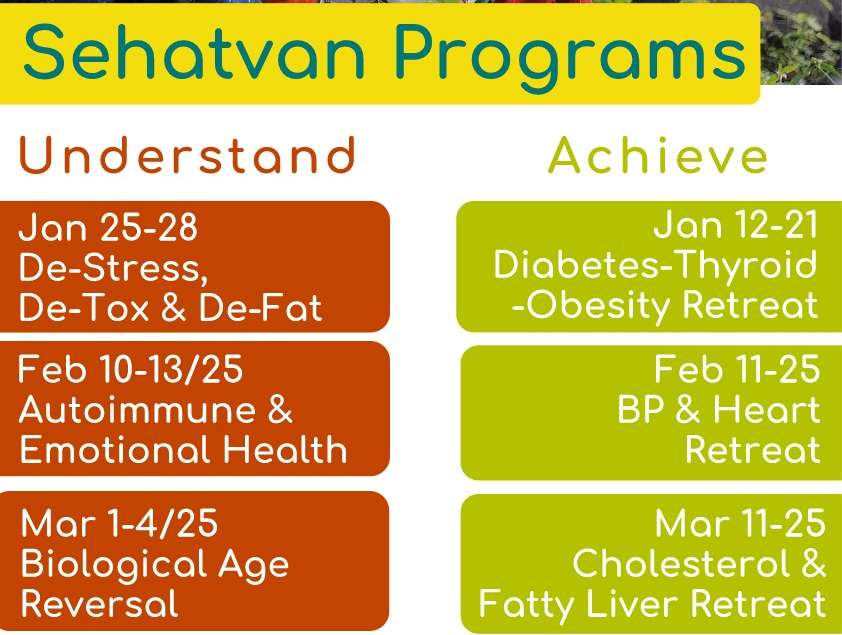 Sehatvan Programs
Understand
Jan 25-28
De-Stress,
De-Tox & De-Fat
Feb 10-13/25
Autoimmune &
Emotional Health
Mar 1-4/25
Biological Age
Reversal
Achieve
Jan 12-21
Diabetes-Thyroid
-Obesity Retreat
Feb 11-25
BP & Heart
Retreat
Mar 11-25
Cholesterol &
Fatty Liver Retreat